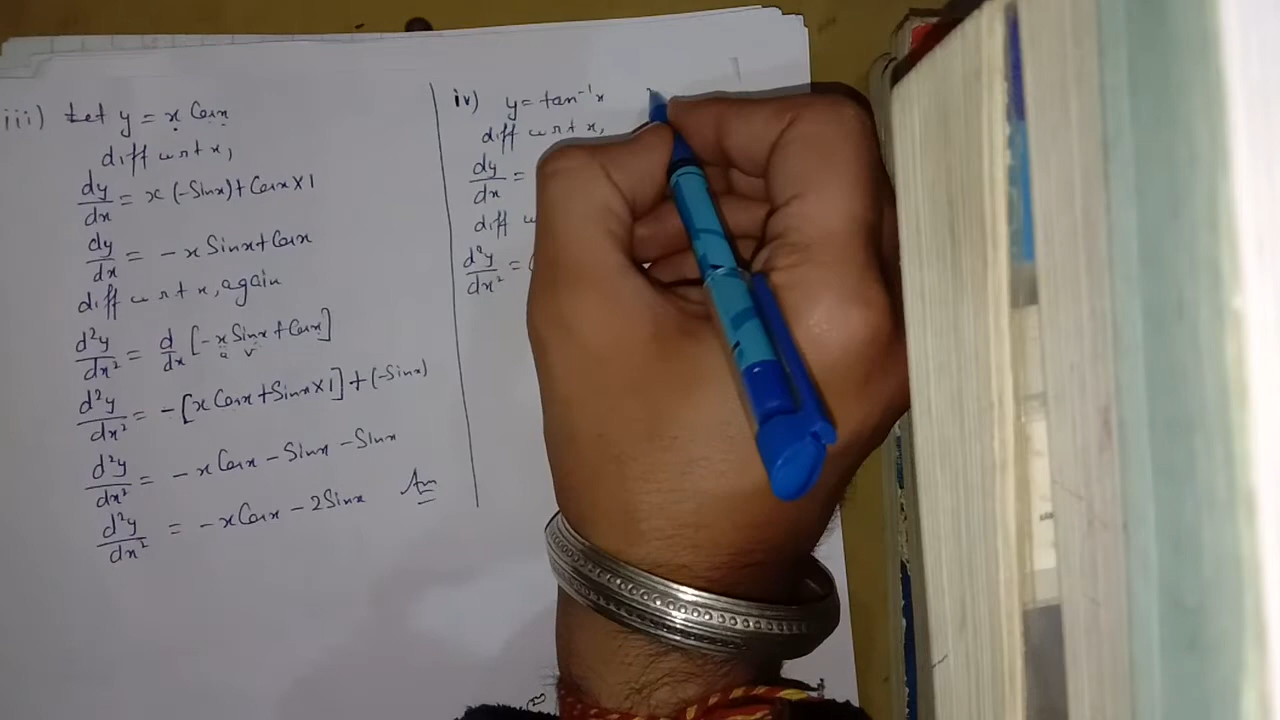 iii) Let y = x Cosx
diff w r t x,
dy/dx = x (-Sinx) + Cosx × 1
dy/dx = - x Sinx + Cosx
diff w r t x, again
d²y/dx² = d/dx [- x Sinx + Cosx]
u v
d²y/dx² = - [x Cosx + Sinx × 1] + (-Sinx)
d²y/dx² = - x Cosx - Sinx - Sinx
d²y/dx² = - x Cosx - 2 Sinx Ans
iv) y = tan⁻¹x
diff w r t x,
dy/dx =
diff w
d²y/dx² =